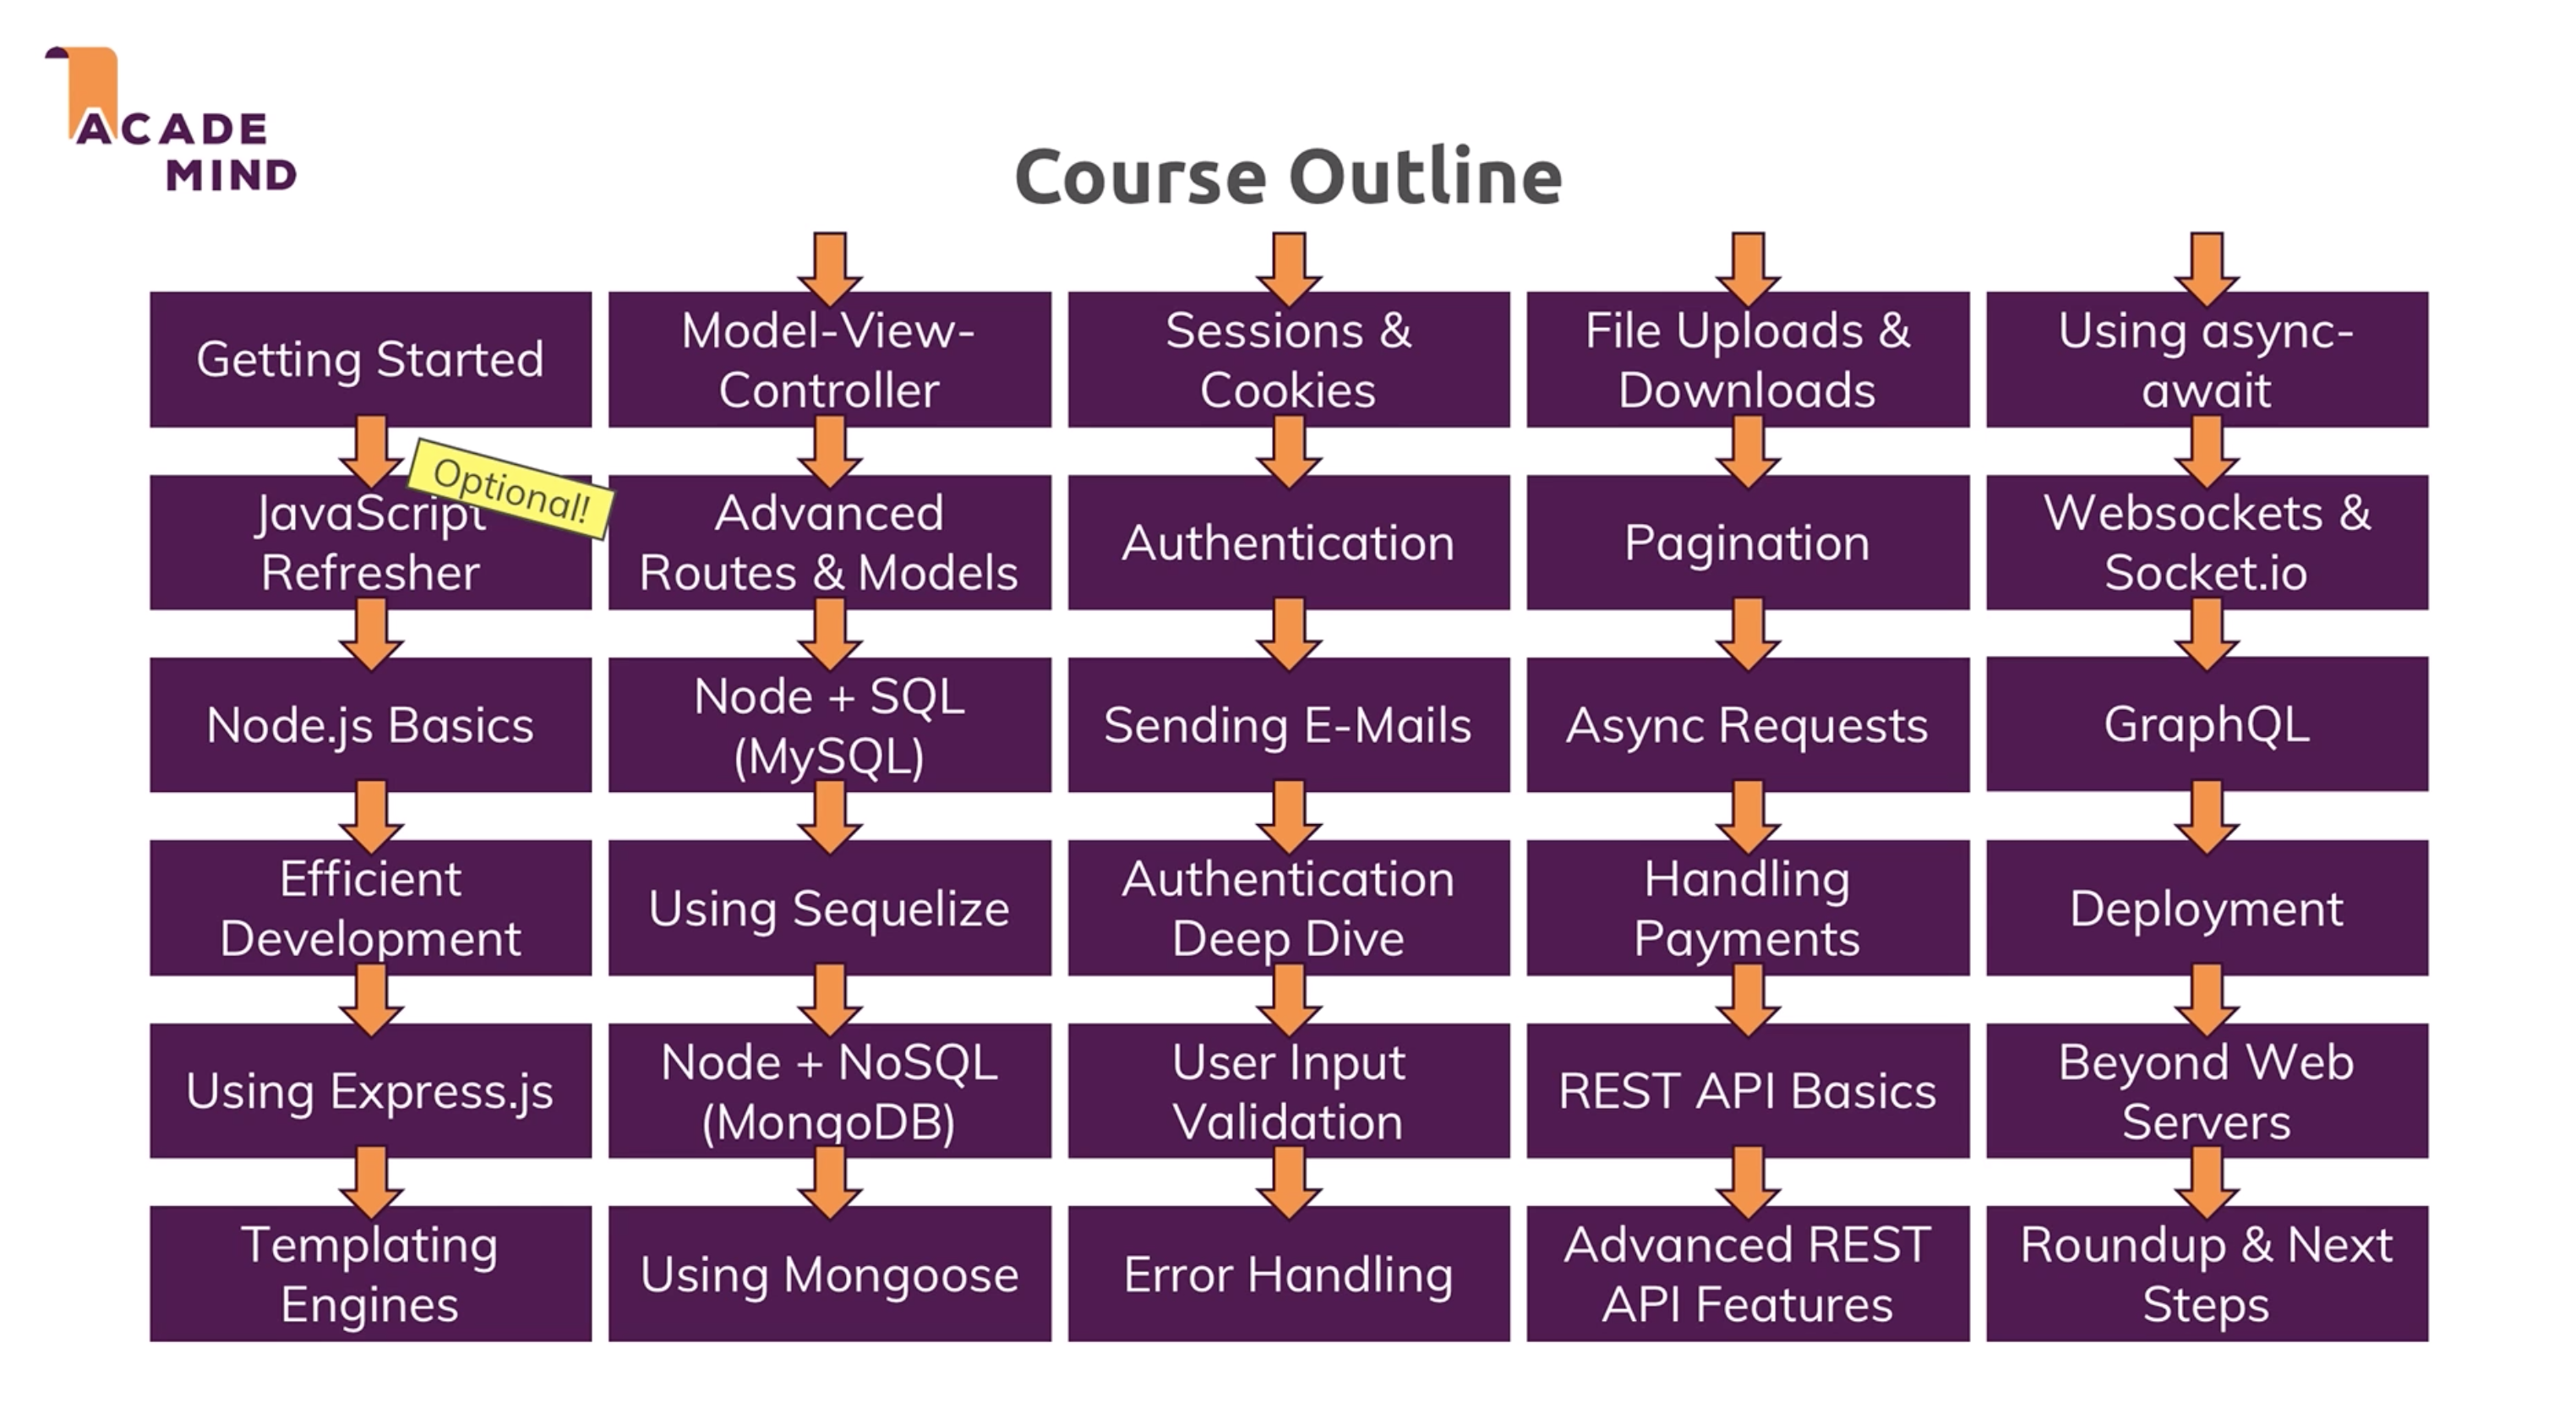 ACADE
MIND
Course Outline
Getting Started
Optional!
JavaScript
Refresher
Node.js Basics
Efficient
Development
Using Express.js
Templating
Engines
Model-View-
Controller
Advanced
Routes & Models
Node + SQL
(MySQL)
Using Sequelize
Node + NoSQL
(MongoDB)
Using Mongoose
Sessions &
Cookies
Authentication
Sending E-Mails
Authentication
Deep Dive
User Input
Validation
Error Handling
File Uploads &
Downloads
Pagination
Async Requests
Handling
Payments
REST API Basics
Advanced REST
API Features
Using async-
await
Websockets &
Socket.io
GraphQL
Deployment
Beyond Web
Servers
Roundup & Next
Steps